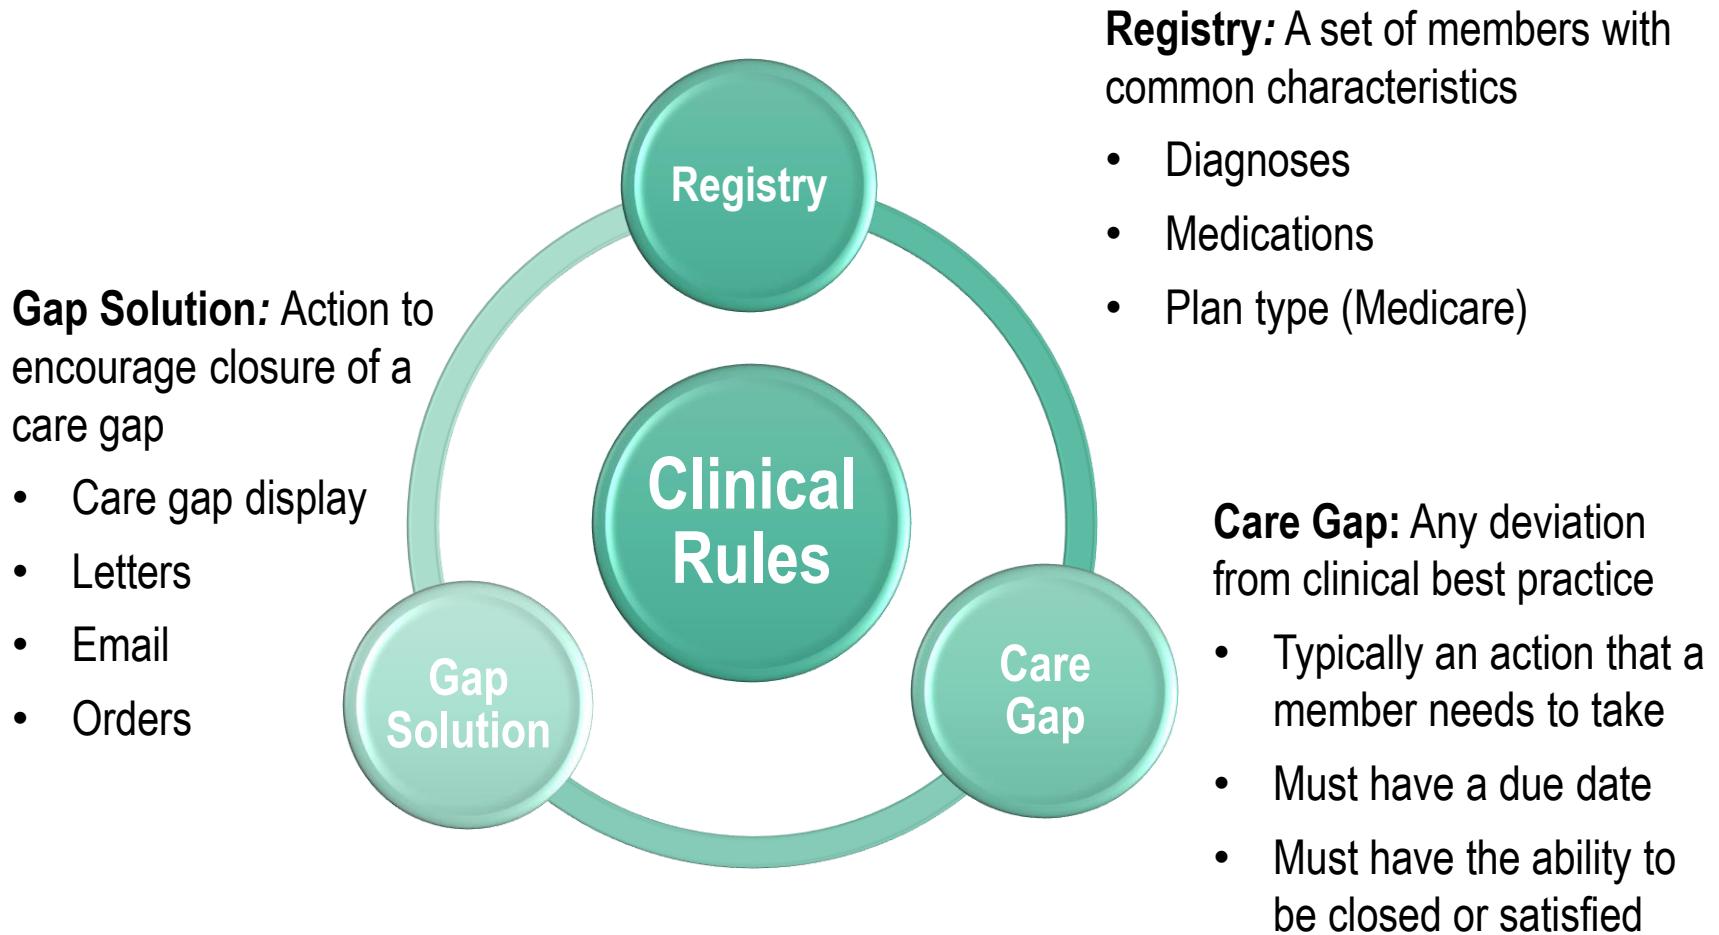 Registry: A set of members with
common characteristics
• Diagnoses
• Medications
• Plan type (Medicare)
Registry
Gap Solution: Action to
encourage closure of a
care gap
• Care gap display
• Letters
• Email
• Orders
Clinical
Rules
Care Gap: Any deviation
from clinical best practice
• Typically an action that a
member needs to take
• Must have a due date
• Must have the ability to
be closed or satisfied
Gap
Solution
Care
Gap